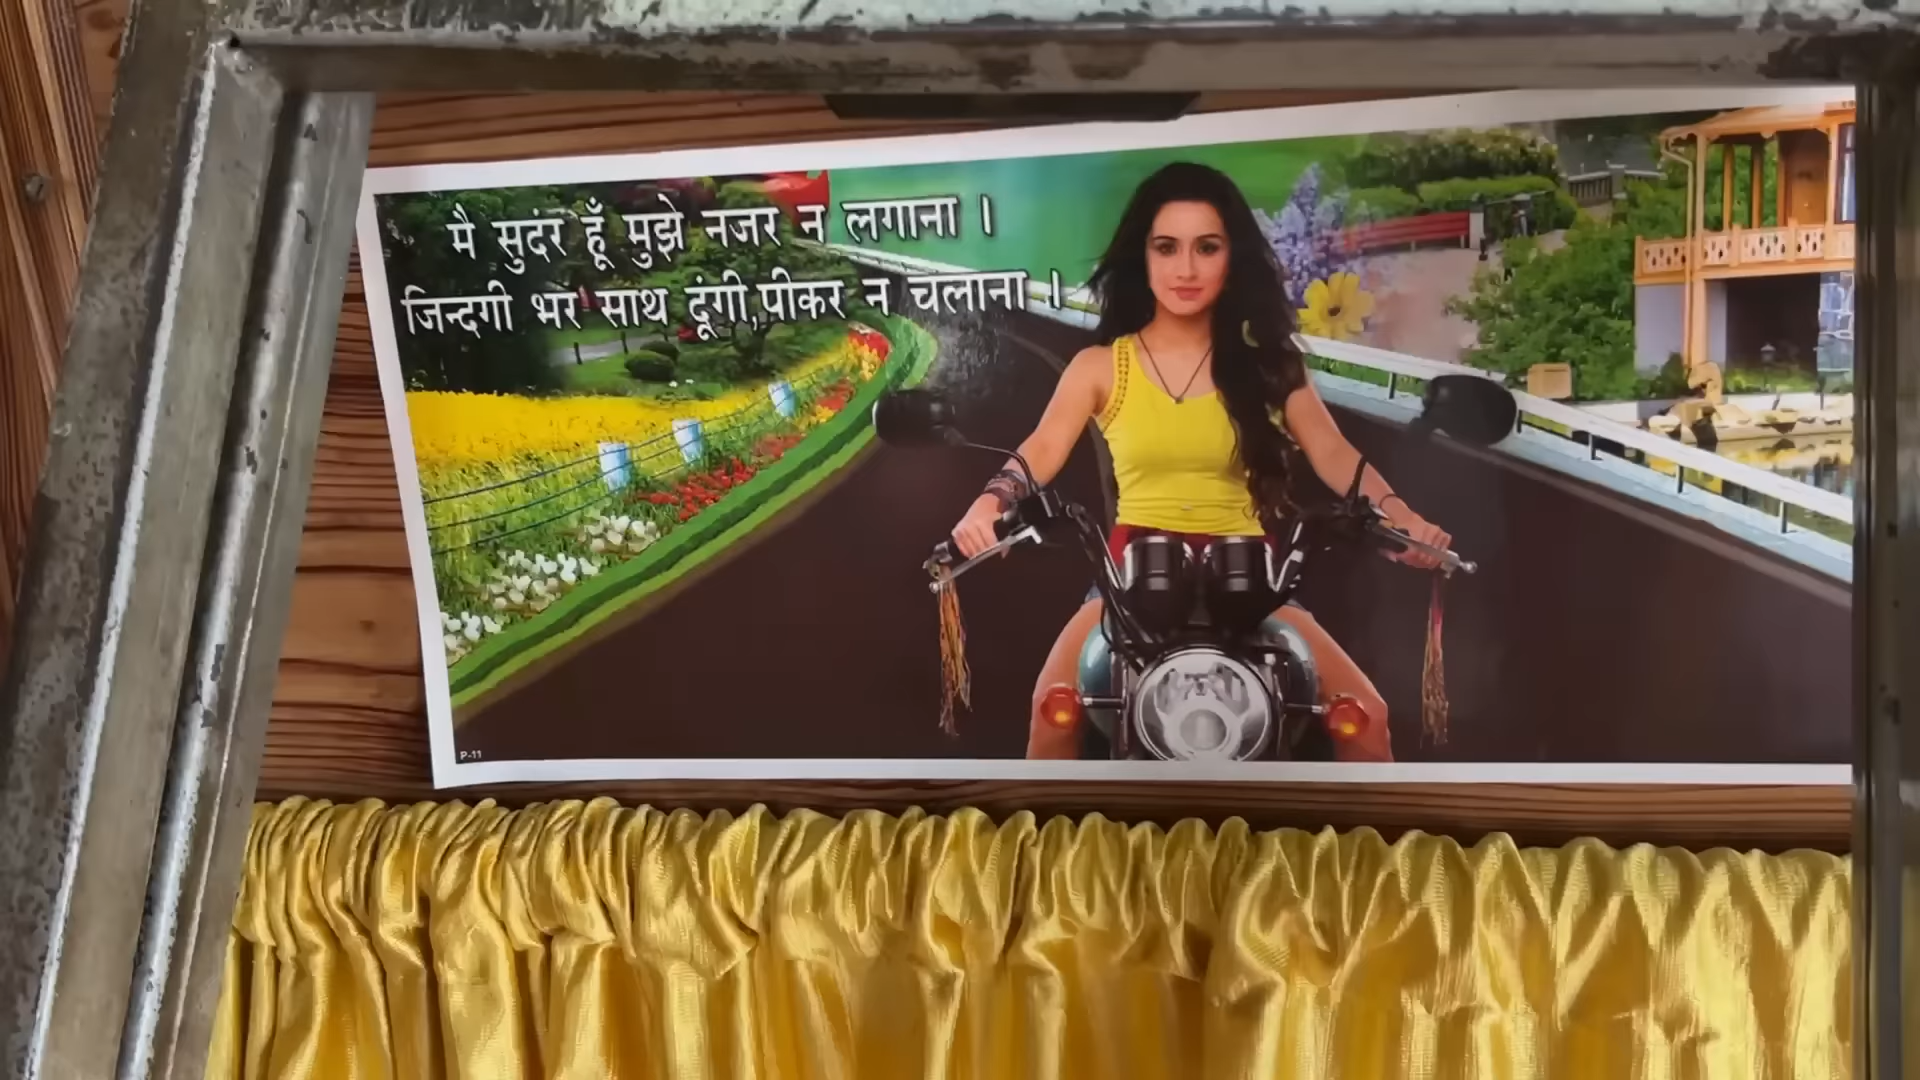 मै सुदंर हूँ मुझे नजर न लगाना ।
जिन्दगी भर साथ दूंगी,पीकर न चलाना ।
P-11